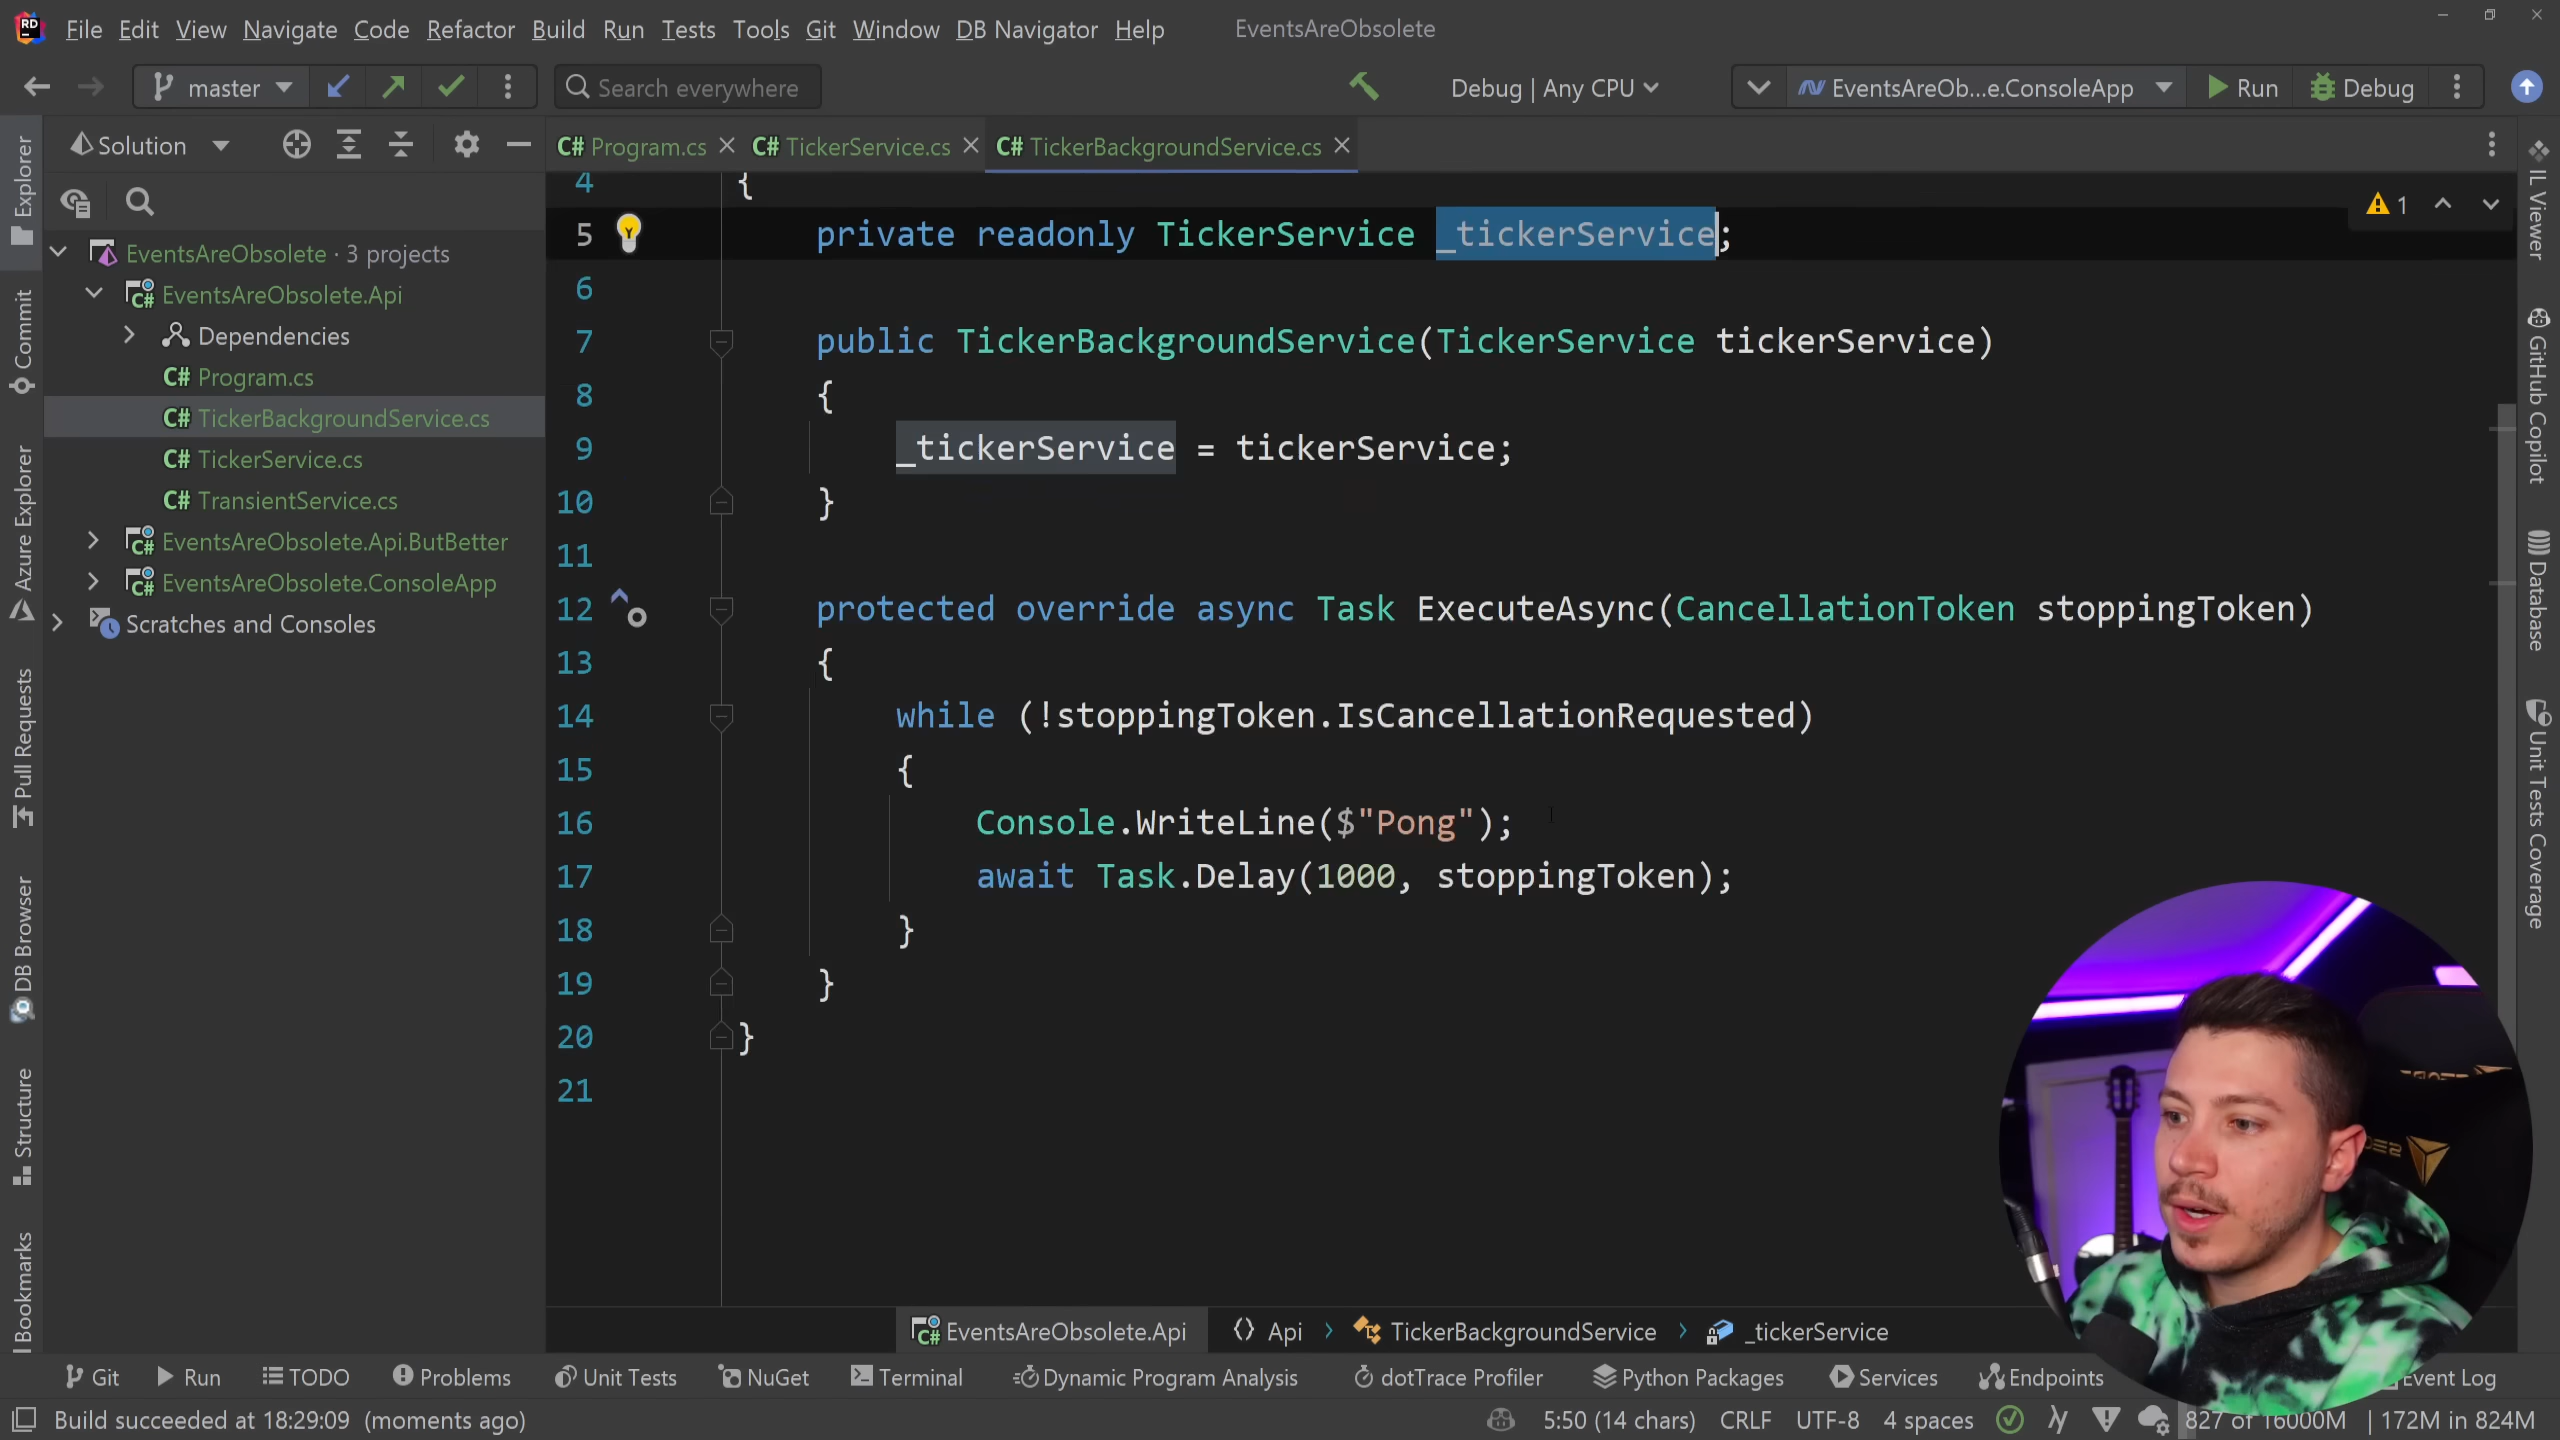 RD File Edit View Navigate Code Refactor Build Run Tests Tools Git Window DB Navigator Help EventsAreObsolete
master Search everywhere Debug | Any CPU EventsAreOb...e.ConsoleApp Run Debug
Solution
C# Program.cs C# TickerService.cs C# TickerBackgroundService.cs
EventsAreObsolete · 3 projects
EventsAreObsolete.Api
Dependencies
C# Program.cs
C# TickerBackgroundService.cs
C# TickerService.cs
C# TransientService.cs
EventsAreObsolete.Api.ButBetter
EventsAreObsolete.ConsoleApp
Scratches and Consoles
Explorer
Commit
Azure Explorer
Pull Requests
DB Browser
Structure
Bookmarks
1
4 {
5 private readonly TickerService _tickerService;
6
7 public TickerBackgroundService(TickerService tickerService)
8 {
9 _tickerService = tickerService;
10 }
11
12 protected override async Task ExecuteAsync(CancellationToken stoppingToken)
13 {
14 while (!stoppingToken.IsCancellationRequested)
15 {
16 Console.WriteLine($"Pong");
17 await Task.Delay(1000, stoppingToken);
18 }
19 }
20 }
21
IL Viewer
GitHub Copilot
Database
Unit Tests Coverage
EventsAreObsolete.Api Api TickerBackgroundService _tickerService
Git Run TODO Problems Unit Tests NuGet Terminal Dynamic Program Analysis dotTrace Profiler Python Packages Services Endpoints Event Log
Build succeeded at 18:29:09 (moments ago) 5:50 (14 chars) CRLF UTF-8 4 spaces 827 of 16000M 172M in 824M